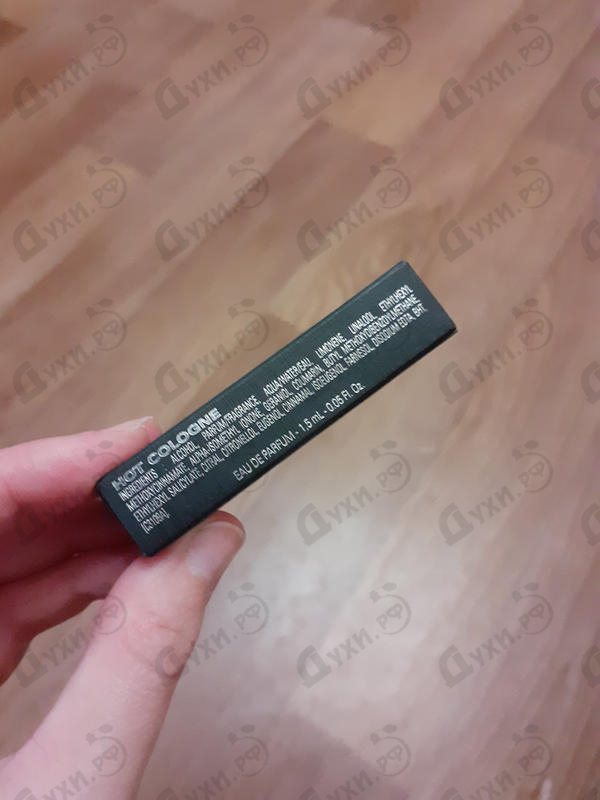 HOT COLOGNE
INGREDIENTS : ALCOHOL, PARFUM/FRAGRANCE, AQUA/WATER/EAU, LIMONENE, LINALOOL, ETHYLHEXYL
METHOXYCINNAMATE, ALPHA-ISOMETHYL IONONE, GERANIOL, COUMARIN, BUTYL METHOXYDIBENZOYLMETHANE,
ETHYLHEXYL SALICYLATE, CITRAL, CITRONELLOL, EUGENOL, CINNAMAL, ISOEUGENOL, FARNESOL, DISODIUM EDTA, BHT.
(C3109A).
EAU DE PARFUM - 1,5 mL - 0.05 Fl. Oz.
Духи.рф